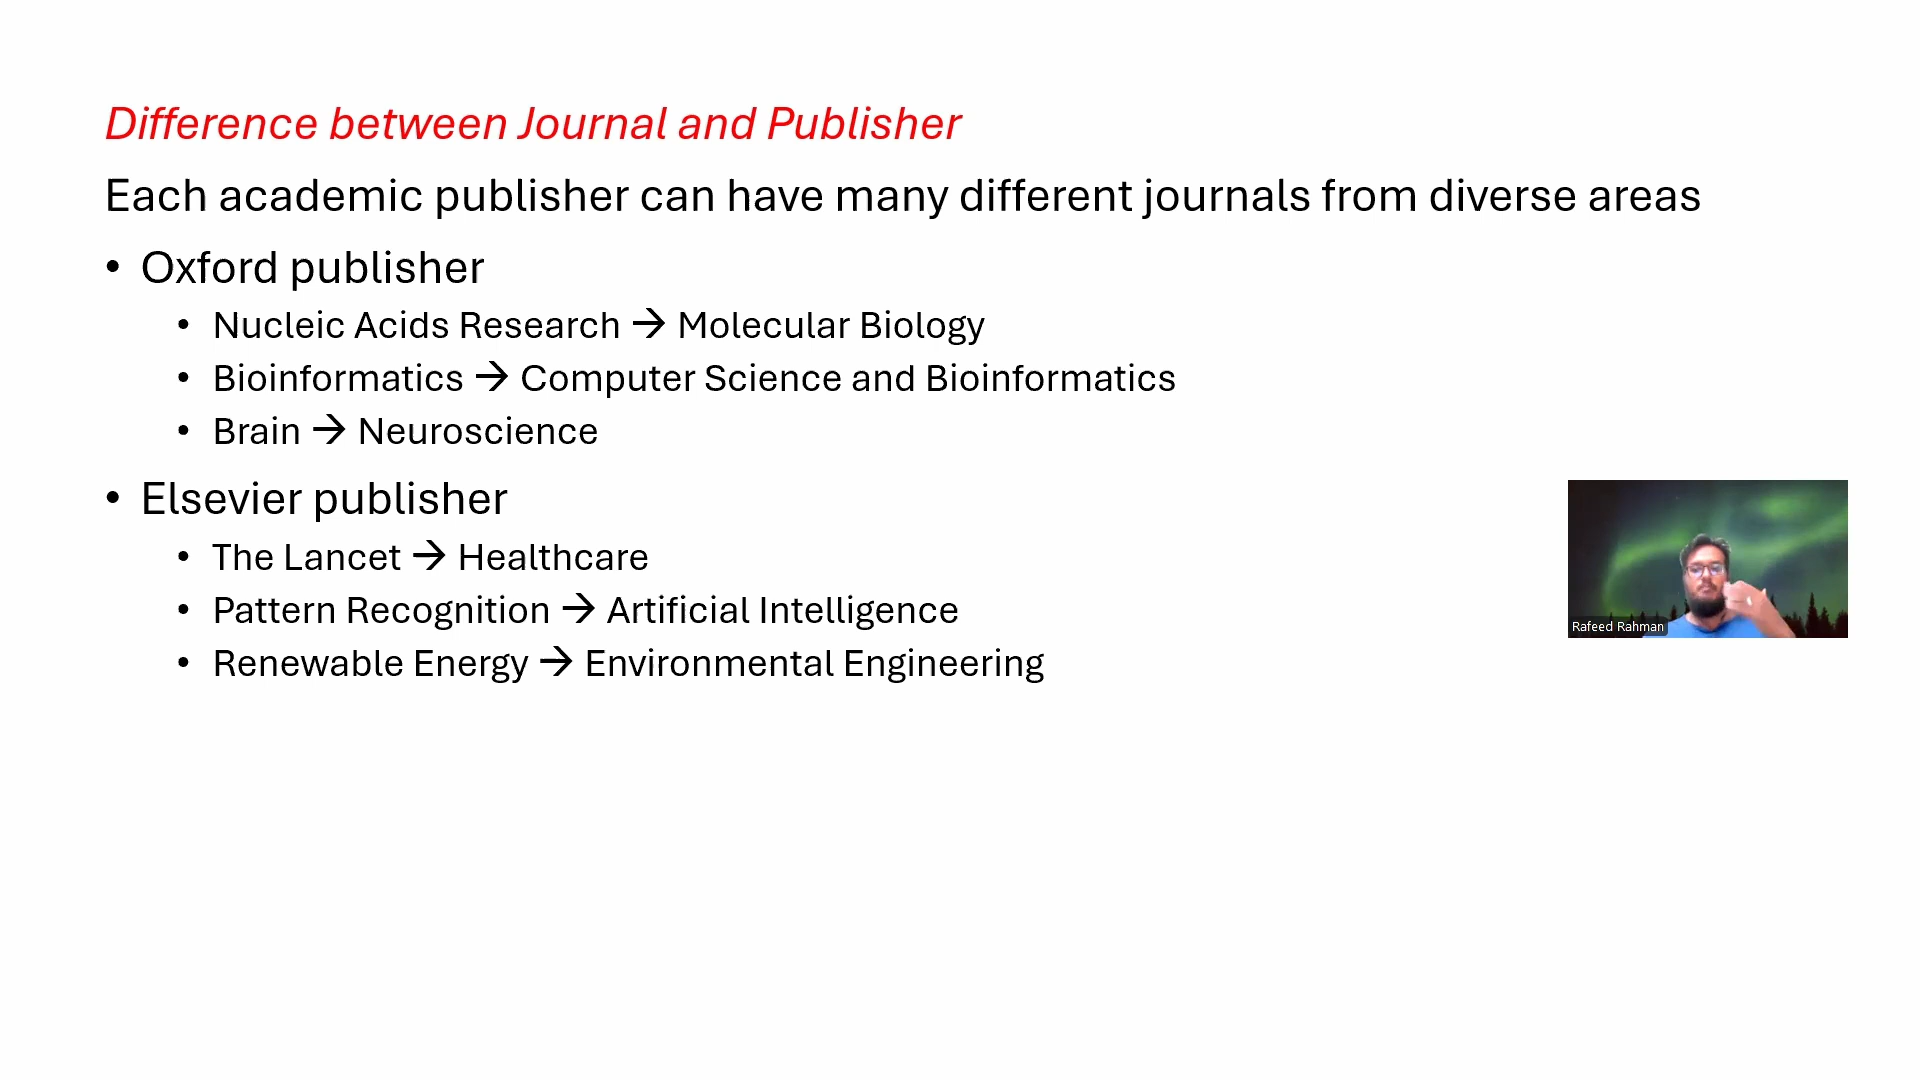 Difference between Journal and Publisher
Each academic publisher can have many different journals from diverse areas
• Oxford publisher
• Nucleic Acids Research → Molecular Biology
• Bioinformatics → Computer Science and Bioinformatics
• Brain → Neuroscience
• Elsevier publisher
• The Lancet → Healthcare
• Pattern Recognition → Artificial Intelligence
• Renewable Energy → Environmental Engineering
Rafeed Rahman